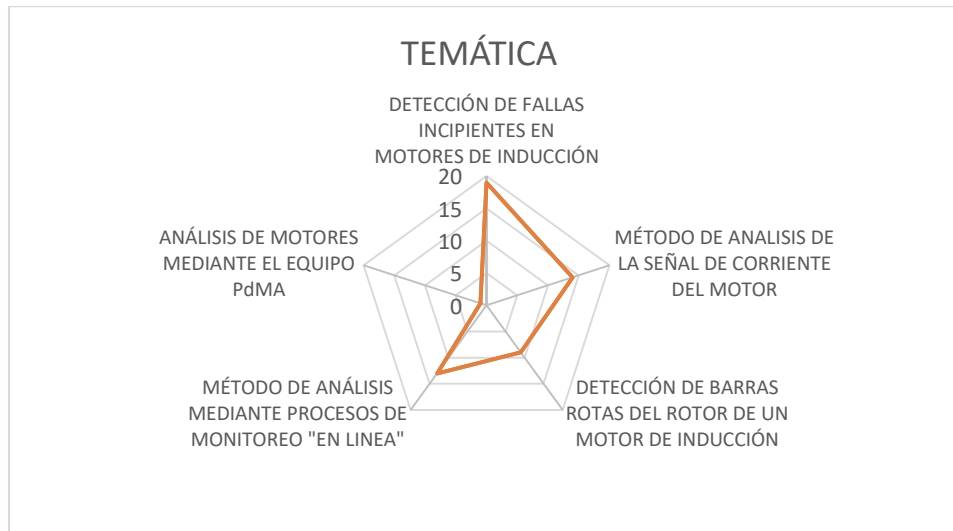 TEMÁTICA
DETECCIÓN DE FALLAS
INCIPIENTES EN
MOTORES DE INDUCCIÓN
20
15
10
5
0
MÉTODO DE ANALISIS DE
LA SEÑAL DE CORRIENTE
DEL MOTOR
DETECCIÓN DE BARRAS
ROTAS DEL ROTOR DE UN
MOTOR DE INDUCCIÓN
MÉTODO DE ANÁLISIS
MEDIANTE PROCESOS DE
MONITOREO "EN LINEA"
ANÁLISIS DE MOTORES
MEDIANTE EL EQUIPO
PdMA